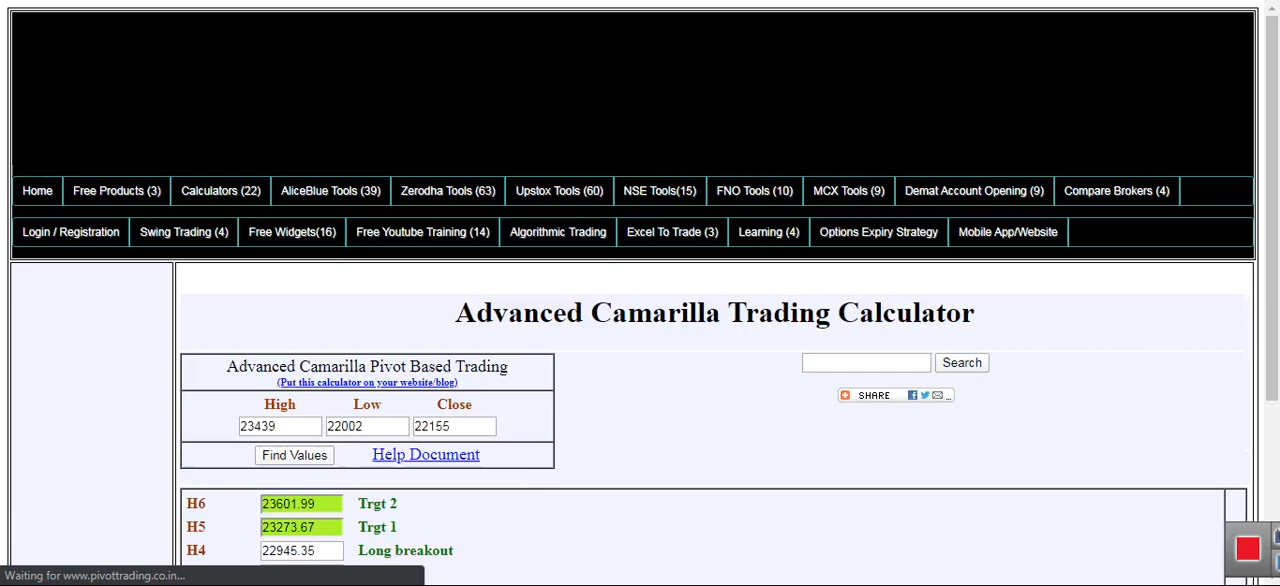 Home Free Products (3) Calculators (22) AliceBlue Tools (39) Zerodha Tools (63) Upstox Tools (60) NSE Tools(15) FNO Tools (10) MCX Tools (9) Demat Account Opening (9) Compare Brokers (4)
Login / Registration Swing Trading (4) Free Widgets(16) Free Youtube Training (14) Algorithmic Trading Excel To Trade (3) Learning (4) Options Expiry Strategy Mobile App/Website
Advanced Camarilla Trading Calculator
Advanced Camarilla Pivot Based Trading
(Put this calculator on your website/blog)
Search
SHARE ...
High Low Close
23439 22002 22155
Find Values Help Document
H6 23601.99 Trgt 2
H5 23273.67 Trgt 1
H4 22945.35 Long breakout
Waiting for www.pivottrading.co.in...